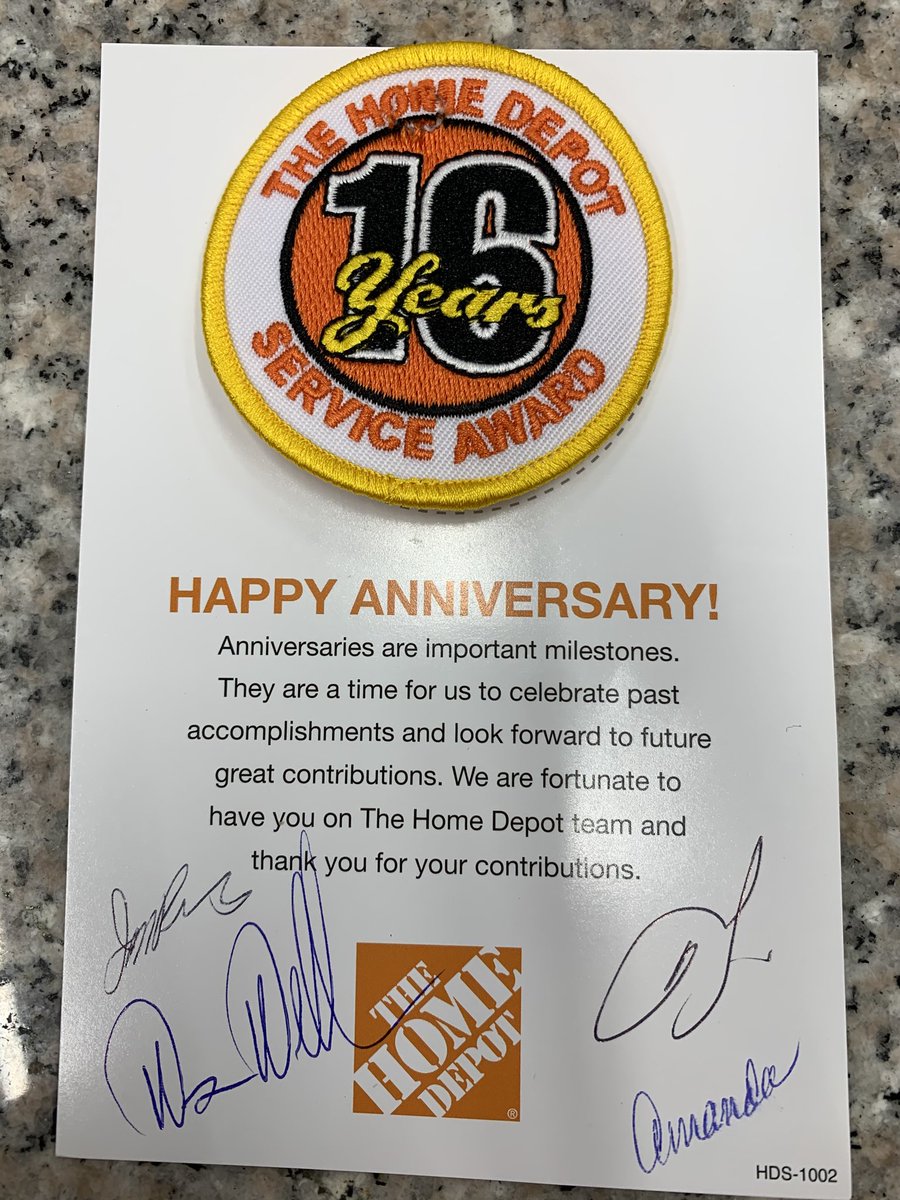 THE HOME DEPOT
16
Years
SERVICE AWARD
HAPPY ANNIVERSARY!
Anniversaries are important milestones.
They are a time for us to celebrate past
accomplishments and look forward to future
great contributions. We are fortunate to
have you on The Home Depot team and
thank you for your contributions.
THE
HOME
DEPOT
®
Amanda
HDS-1002